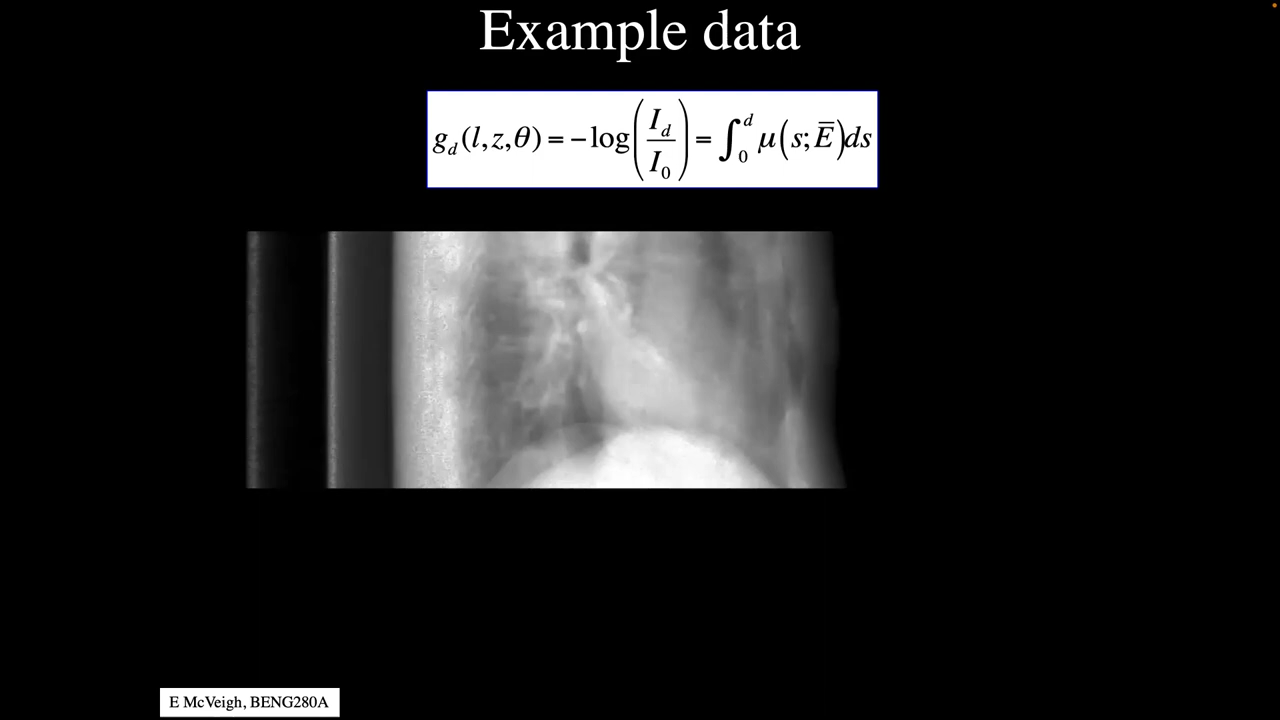 Example data
g_d(l,z,θ) = −log(I_d/I_0) = ∫_0^d μ(s;E̅)ds
E McVeigh, BENG280A